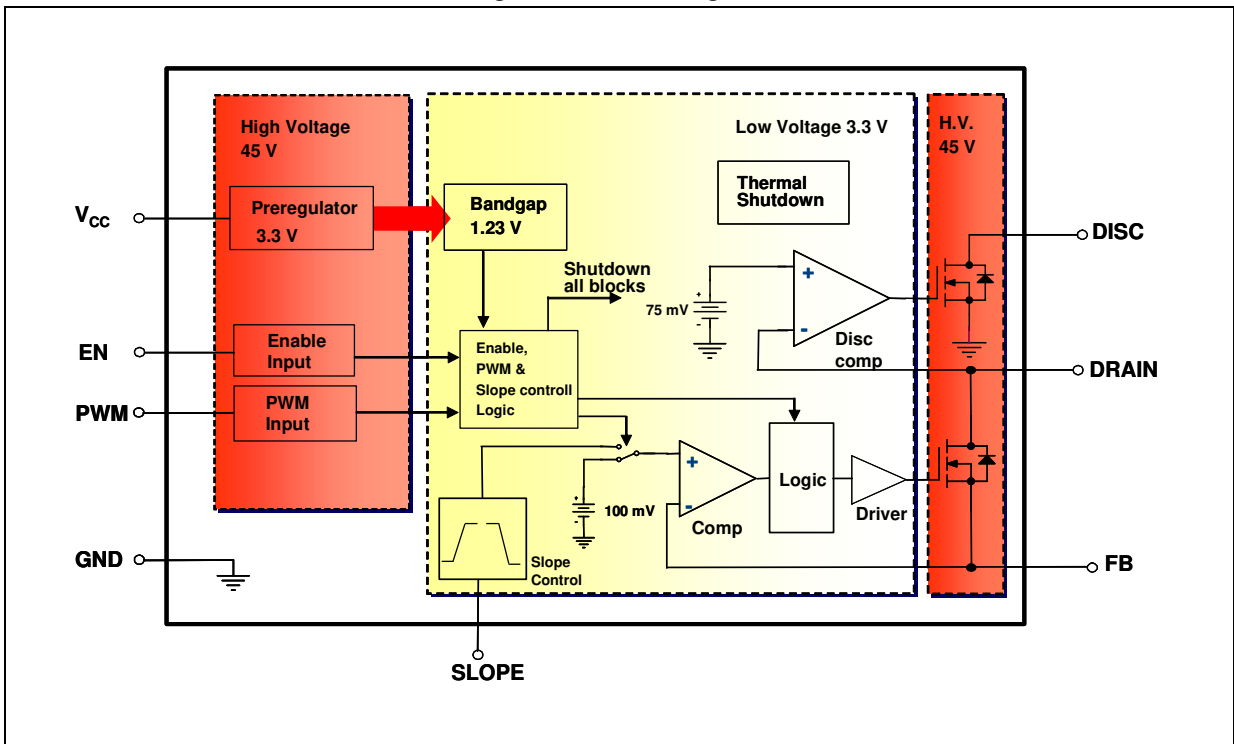 High Voltage
45 V
Low Voltage 3.3 V
H.V.
45 V
Thermal
Shutdown
VCC
Preregulator
3.3 V
Bandgap
1.23 V
DISC
Shutdown
all blocks
+
75 mV
-
+
-
Disc
comp
EN
Enable
Input
Enable,
PWM &
Slope controll
Logic
DRAIN
PWM
PWM
Input
+
100 mV
-
+
-
Comp
Logic
Driver
GND
Slope
Control
FB
SLOPE